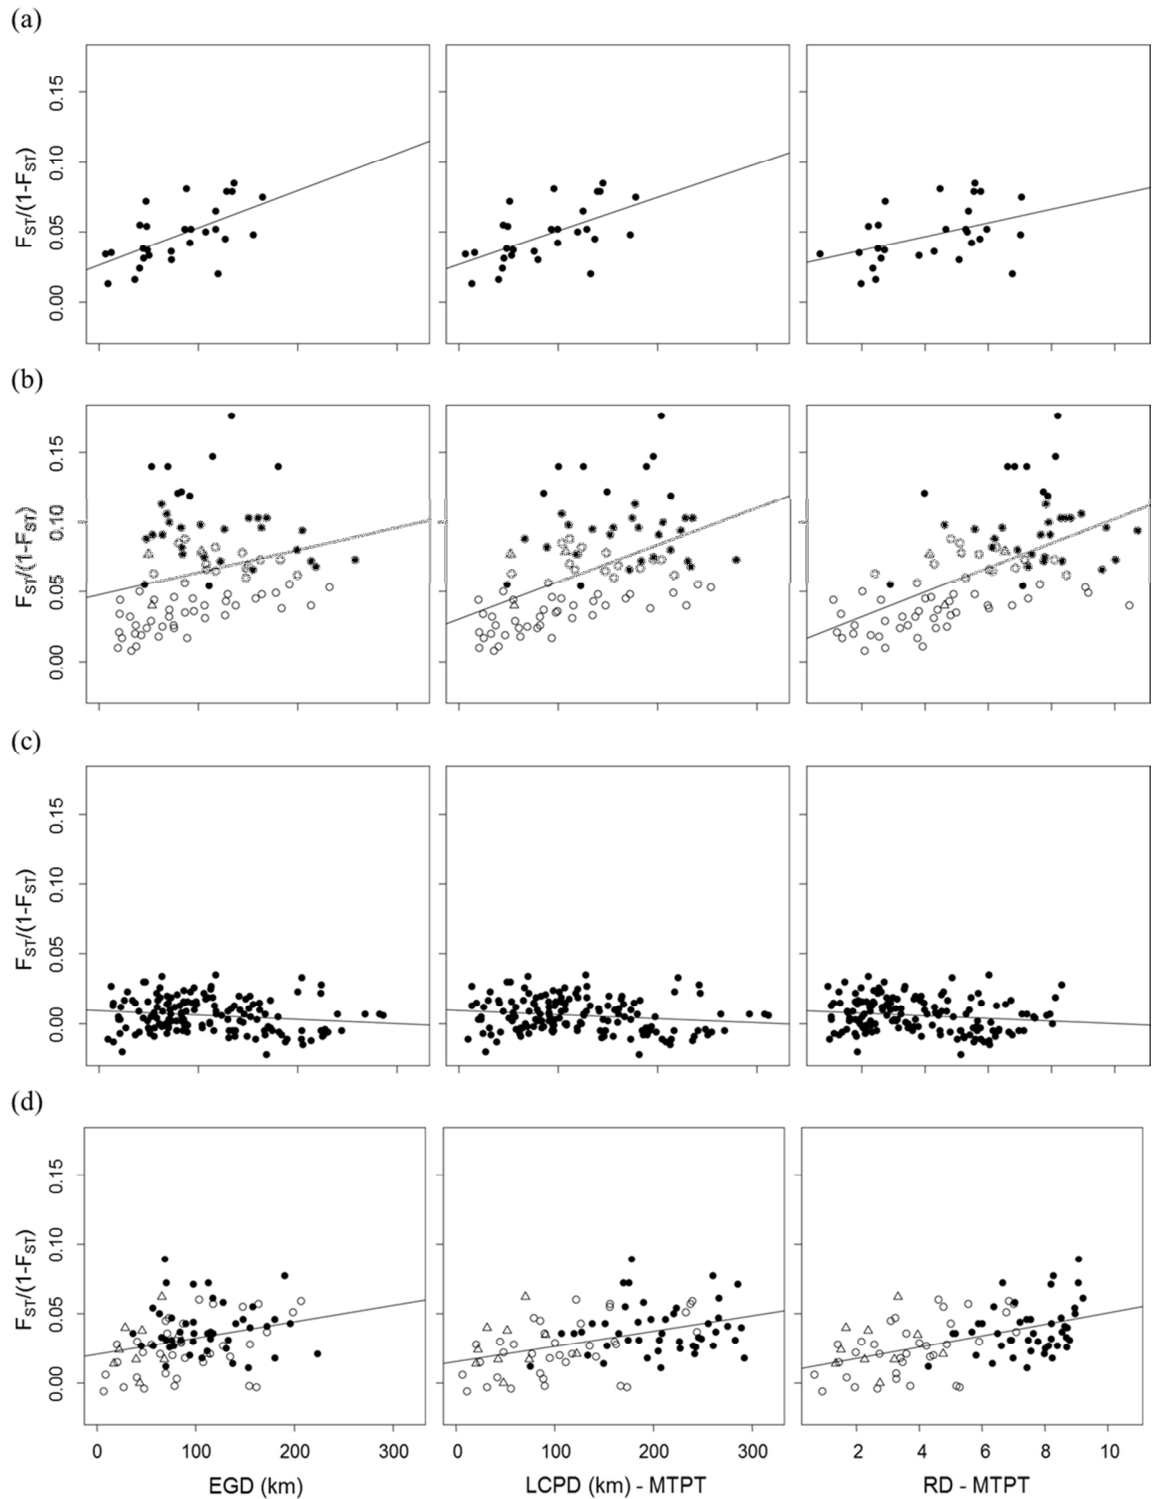 (a)
F_ST/(1-F_ST)
0.15
0.10
0.05
0.00
(b)
F_ST/(1-F_ST)
0.15
0.10
0.05
0.00
(c)
F_ST/(1-F_ST)
0.15
0.10
0.05
0.00
(d)
F_ST/(1-F_ST)
0.15
0.10
0.05
0.00
0 100 200 300
0 100 200 300
2 4 6 8 10
EGD (km)
LCPD (km) - MTPT
RD - MTPT